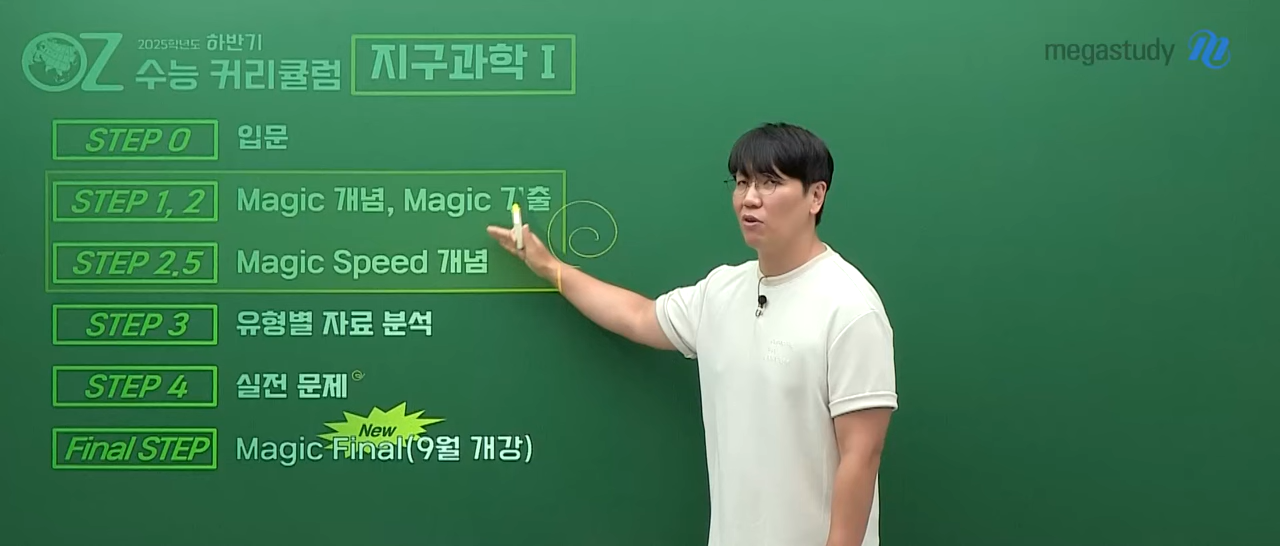 OZ
2025학년도 하반기
수능 커리큘럼
지구과학 I
megastudy
STEP 0 입문
STEP 1, 2 Magic 개념, Magic
STEP 2.5 Magic Speed 개념
STEP 3 유형별 자료 분석
STEP 4 실전 문제
New
Final STEP Magic Final(9월 개강)